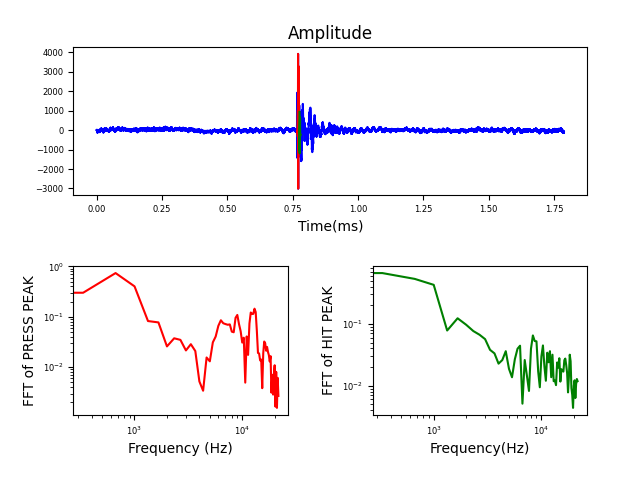 Amplitude
4000
3000
2000
1000
0
−1000
−2000
−3000
0.00 0.25 0.50 0.75 1.00 1.25 1.50 1.75
Time(ms)
FFT of PRESS PEAK
10⁰
10⁻¹
10⁻²
10³ 10⁴
Frequency (Hz)
FFT of HIT PEAK
10⁻¹
10⁻²
10³ 10⁴
Frequency(Hz)